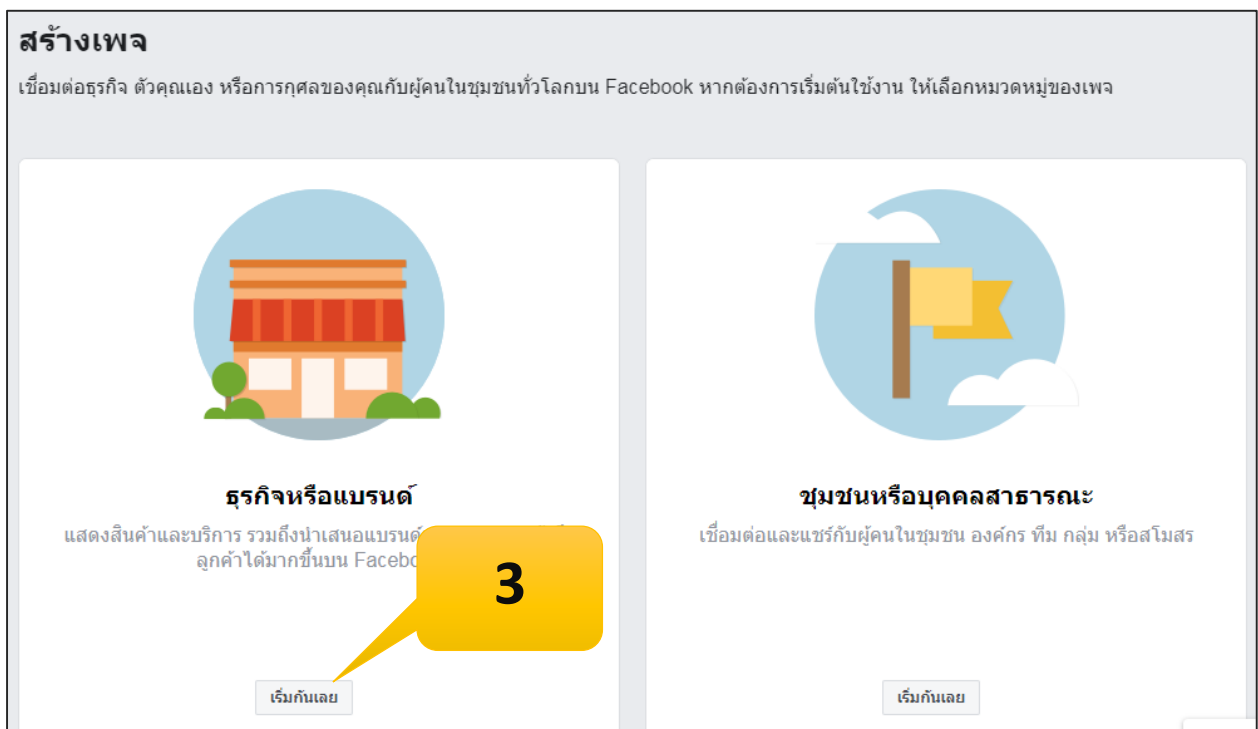 สร้างเพจ
เชื่อมต่อธุรกิจ ตัวคุณเอง หรือการกุศลของคุณกับผู้คนในชุมชนทั่วโลกบน Facebook หากต้องการเริ่มต้นใช้งาน ให้เลือกหมวดหมู่ของเพจ
ธุรกิจหรือแบรนด์
แสดงสินค้าและบริการ รวมถึงนำเสนอแบรนด์
ลูกค้าได้มากขึ้นบน
3
เริ่มกันเลย
ชุมชนหรือบุคคลสาธารณะ
เชื่อมต่อและแชร์กับผู้คนในชุมชน องค์กร ทีม กลุ่ม หรือสโมสร
เริ่มกันเลย